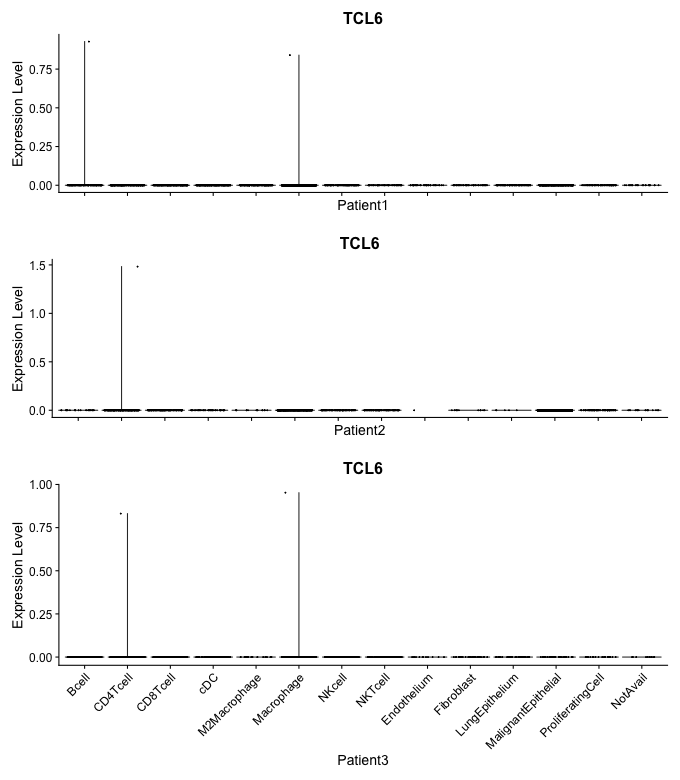 TCL6
Expression Level
0.75
0.50
0.25
0.00
Patient1
TCL6
Expression Level
1.5
1.0
0.5
0.0
Patient2
TCL6
Expression Level
1.00
0.75
0.50
0.25
0.00
Bcell
CD4Tcell
CD8Tcell
cDC
M2Macrophage
Macrophage
NKcell
NKTcell
Endothelium
Fibroblast
LungEpithelium
MalignantEpithelial
ProliferatingCell
NotAvail
Patient3